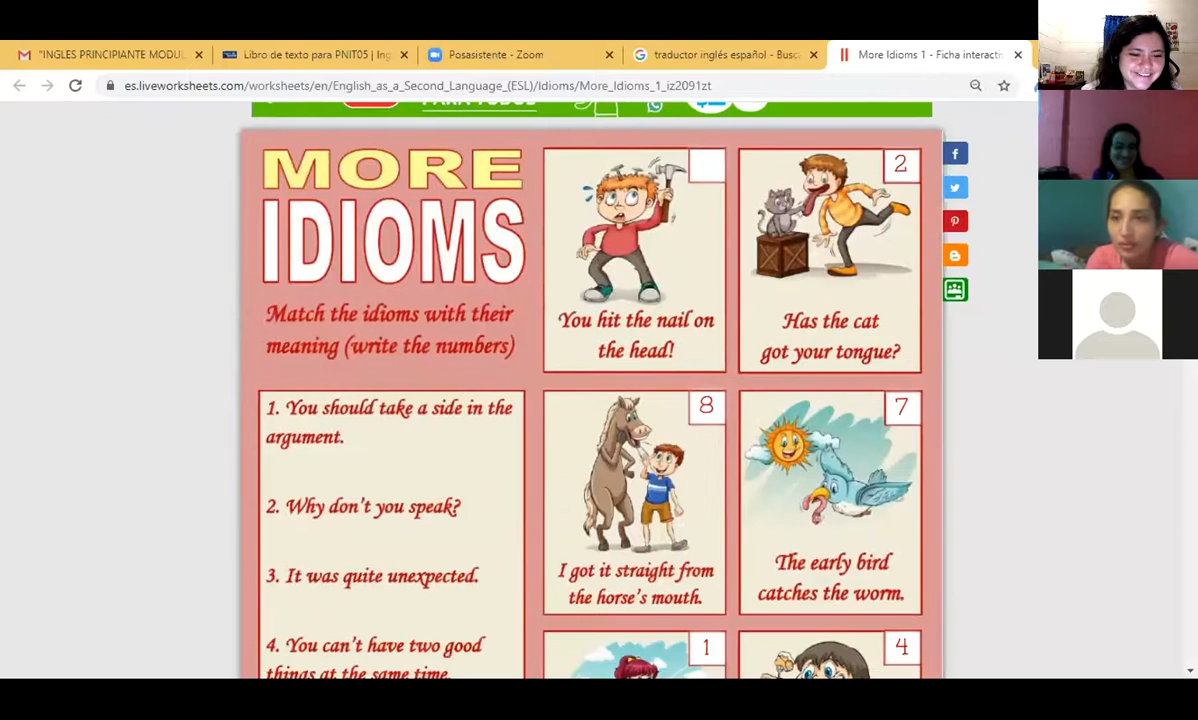 "INGLES PRINCIPIANTE MODUL
Libro de texto para PNIT05 | Ing
Posasistente - Zoom
traductor inglés español - Busca
More Idioms 1 - Ficha interacti
es.liveworksheets.com/worksheets/en/English_as_a_Second_Language_(ESL)/Idioms/More_Idioms_1_iz2091zt
PARA TODOS
MORE
IDIOMS
Match the idioms with their
meaning (write the numbers)
You hit the nail on
the head!
2
Has the cat
got your tongue?
1. You should take a side in the
argument.
2. Why don't you speak?
3. It was quite unexpected.
4. You can't have two good
things at the same time.
8
I got it straight from
the horse's mouth.
7
The early bird
catches the worm.
1
4